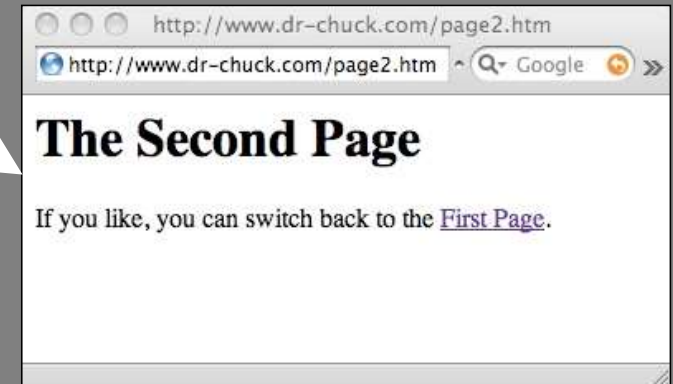 http://www.dr-chuck.com/page2.htm
http://www.dr-chuck.com/page2.htm Google
The Second Page
If you like, you can switch back to the First Page.